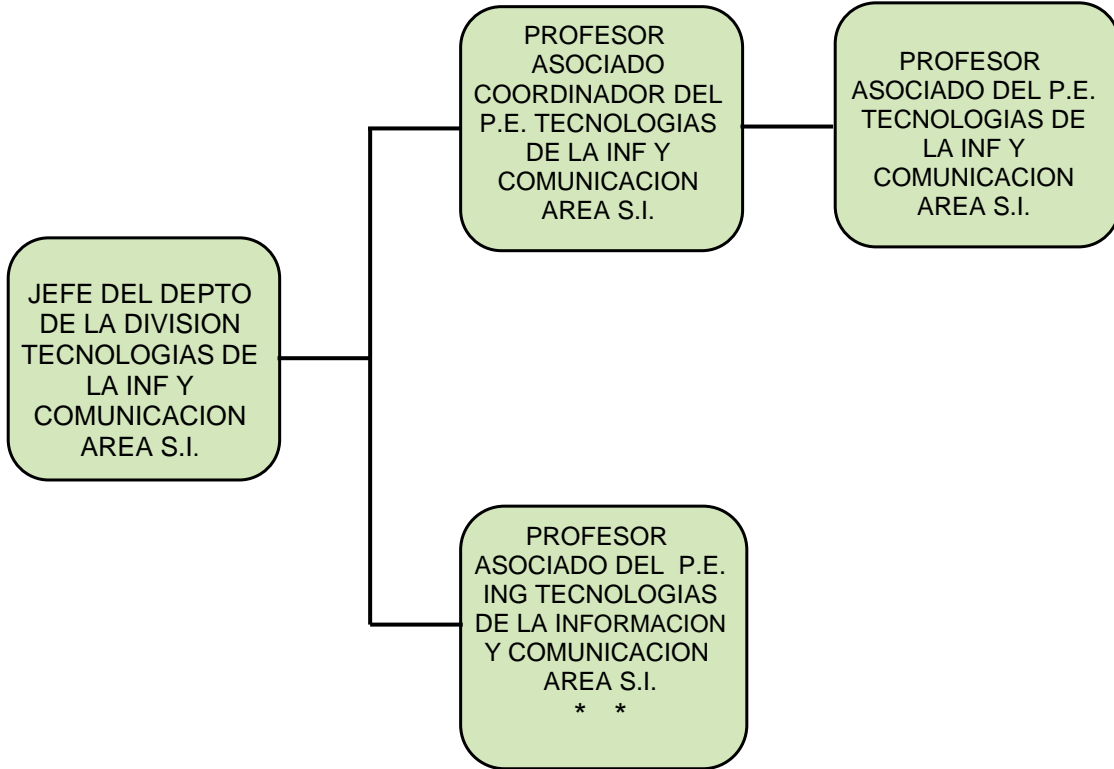 PROFESOR
ASOCIADO
COORDINADOR DEL
P.E. TECNOLOGIAS
DE LA INF Y
COMUNICACION
AREA S.I.
PROFESOR
ASOCIADO DEL P.E.
TECNOLOGIAS DE
LA INF Y
COMUNICACION
AREA S.I.
JEFE DEL DEPTO
DE LA DIVISION
TECNOLOGIAS DE
LA INF Y
COMUNICACION
AREA S.I.
PROFESOR
ASOCIADO DEL P.E.
ING TECNOLOGIAS
DE LA INFORMACION
Y COMUNICACION
AREA S.I.
* *